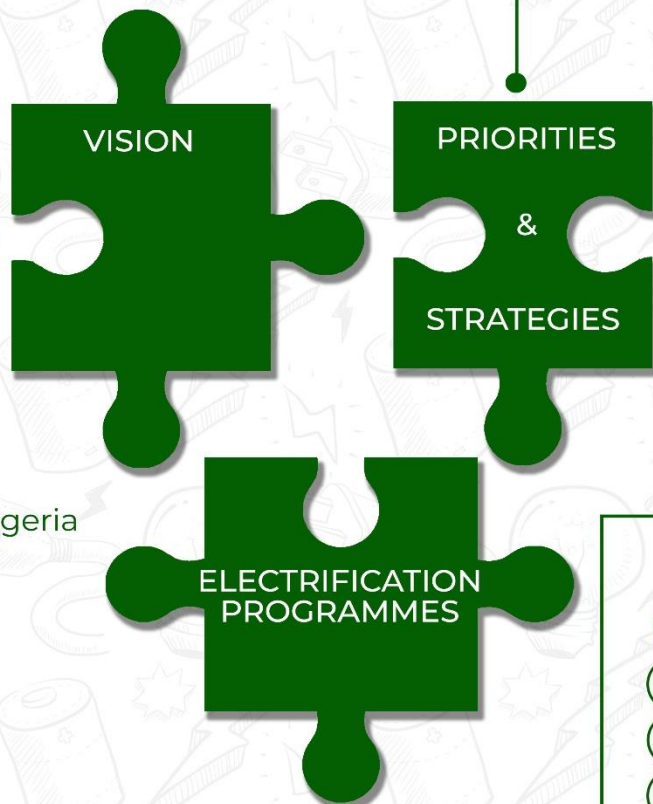 VISION
PRIORITIES
&
STRATEGIES
geria
ELECTRIFICATION
PROGRAMMES